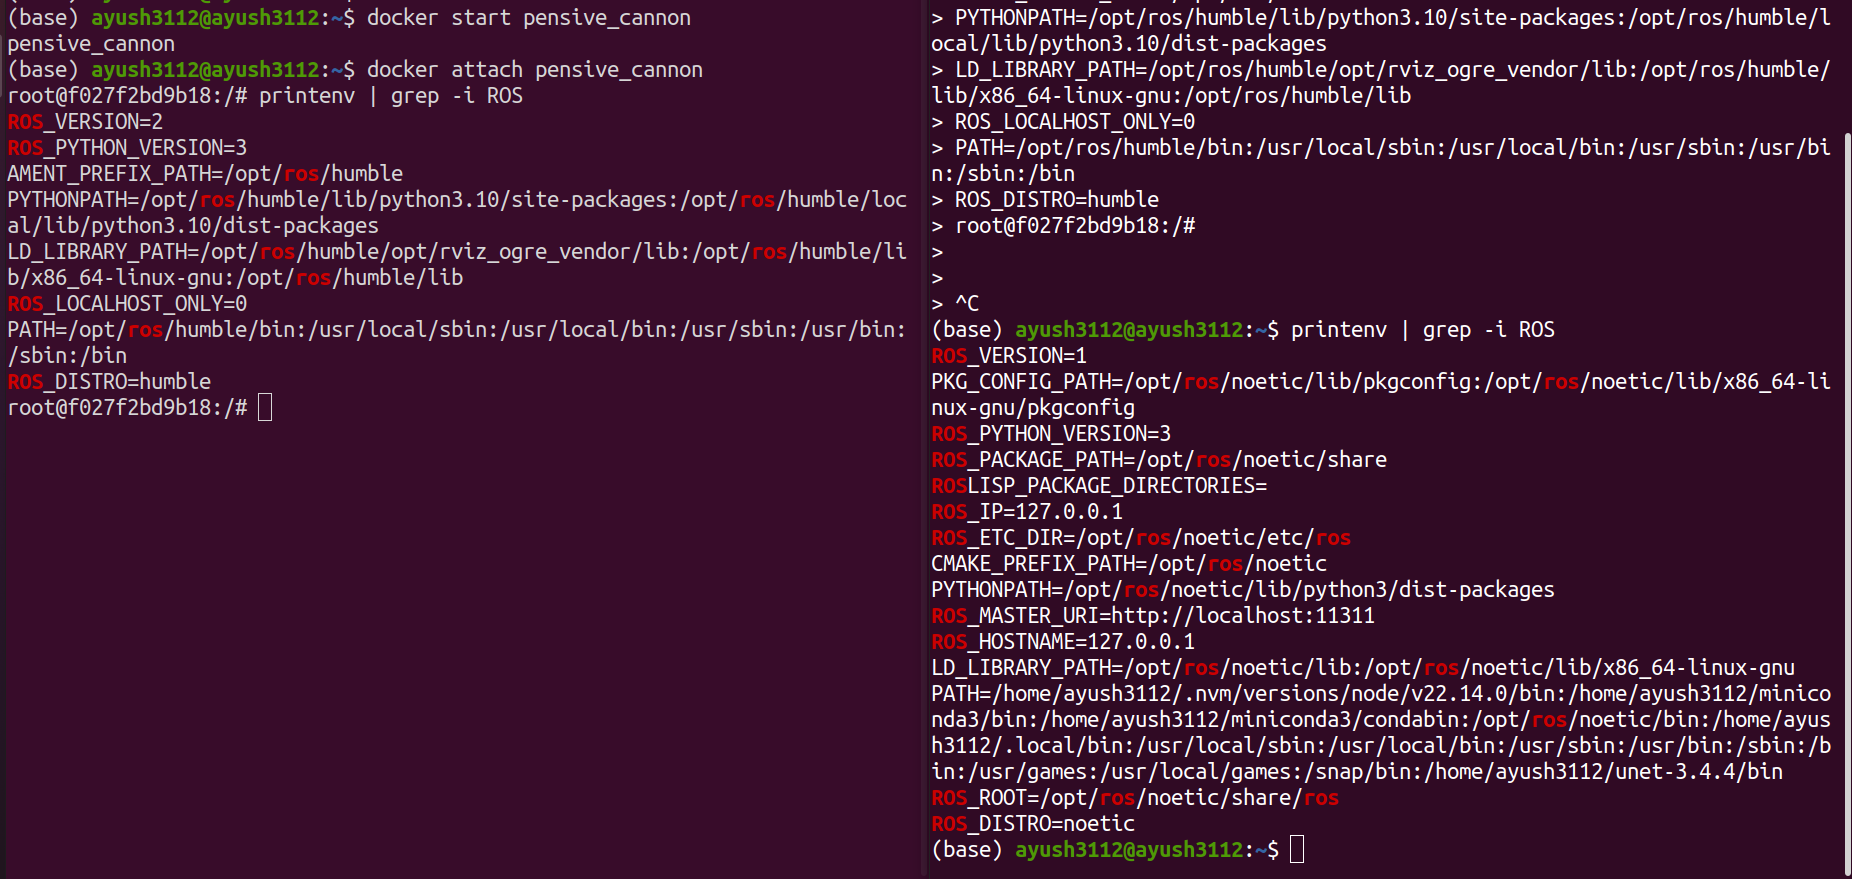 (base) ayush3112@ayush3112:~$ docker start pensive_cannon
pensive_cannon
(base) ayush3112@ayush3112:~$ docker attach pensive_cannon
root@f027f2bd9b18:/# printenv | grep -i ROS
ROS_VERSION=2
ROS_PYTHON_VERSION=3
AMENT_PREFIX_PATH=/opt/ros/humble
PYTHONPATH=/opt/ros/humble/lib/python3.10/site-packages:/opt/ros/humble/loc
al/lib/python3.10/dist-packages
LD_LIBRARY_PATH=/opt/ros/humble/opt/rviz_ogre_vendor/lib:/opt/ros/humble/li
b/x86_64-linux-gnu:/opt/ros/humble/lib
ROS_LOCALHOST_ONLY=0
PATH=/opt/ros/humble/bin:/usr/local/sbin:/usr/local/bin:/usr/sbin:/usr/bin:
/sbin:/bin
ROS_DISTRO=humble
root@f027f2bd9b18:/#
> PYTHONPATH=/opt/ros/humble/lib/python3.10/site-packages:/opt/ros/humble/l
ocal/lib/python3.10/dist-packages
> LD_LIBRARY_PATH=/opt/ros/humble/opt/rviz_ogre_vendor/lib:/opt/ros/humble/
lib/x86_64-linux-gnu:/opt/ros/humble/lib
> ROS_LOCALHOST_ONLY=0
> PATH=/opt/ros/humble/bin:/usr/local/sbin:/usr/local/bin:/usr/sbin:/usr/bi
n:/sbin:/bin
> ROS_DISTRO=humble
> root@f027f2bd9b18:/#
>
>
> ^C
(base) ayush3112@ayush3112:~$ printenv | grep -i ROS
ROS_VERSION=1
PKG_CONFIG_PATH=/opt/ros/noetic/lib/pkgconfig:/opt/ros/noetic/lib/x86_64-li
nux-gnu/pkgconfig
ROS_PYTHON_VERSION=3
ROS_PACKAGE_PATH=/opt/ros/noetic/share
ROSLISP_PACKAGE_DIRECTORIES=
ROS_IP=127.0.0.1
ROS_ETC_DIR=/opt/ros/noetic/etc/ros
CMAKE_PREFIX_PATH=/opt/ros/noetic
PYTHONPATH=/opt/ros/noetic/lib/python3/dist-packages
ROS_MASTER_URI=http://localhost:11311
ROS_HOSTNAME=127.0.0.1
LD_LIBRARY_PATH=/opt/ros/noetic/lib:/opt/ros/noetic/lib/x86_64-linux-gnu
PATH=/home/ayush3112/.nvm/versions/node/v22.14.0/bin:/home/ayush3112/minico
nda3/bin:/home/ayush3112/miniconda3/condabin:/opt/ros/noetic/bin:/home/ayus
h3112/.local/bin:/usr/local/sbin:/usr/local/bin:/usr/sbin:/usr/bin:/sbin:/b
in:/usr/games:/usr/local/games:/snap/bin:/home/ayush3112/unet-3.4.4/bin
ROS_ROOT=/opt/ros/noetic/share/ros
ROS_DISTRO=noetic
(base) ayush3112@ayush3112:~$